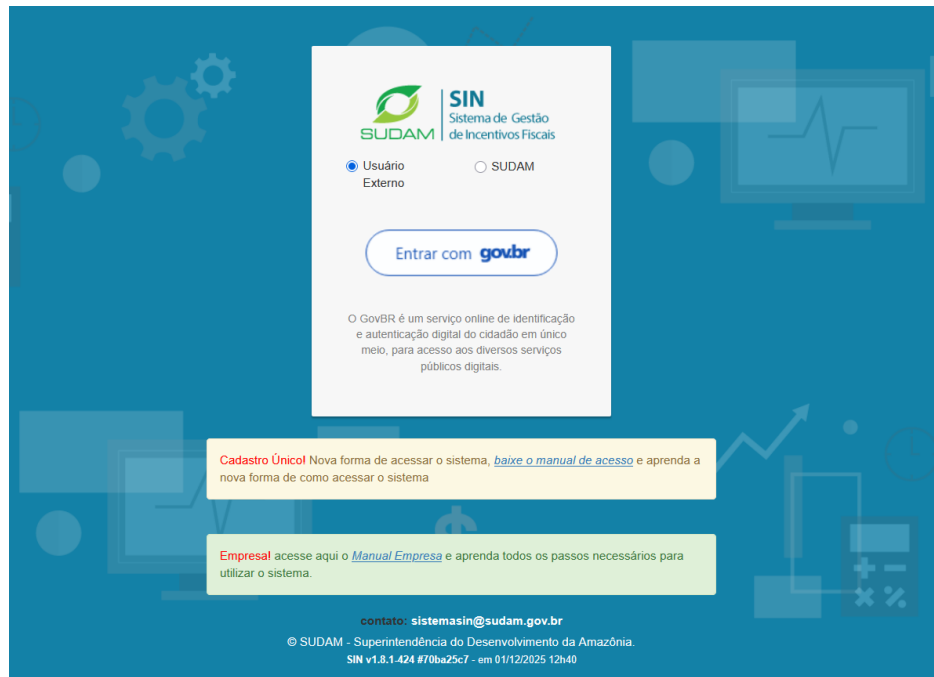 SUDAM
SIN
Sistema de Gestão
de Incentivos Fiscais
Usuário
Externo
SUDAM
Entrar com gov.br
O GovBR é um serviço online de identificação
e autenticação digital do cidadão em único
meio, para acesso aos diversos serviços
públicos digitais.
Cadastro Único! Nova forma de acessar o sistema, baixe o manual de acesso e aprenda a
nova forma de como acessar o sistema
Empresa! acesse aqui o Manual Empresa e aprenda todos os passos necessários para
utilizar o sistema.
contato: sistemasin@sudam.gov.br
© SUDAM - Superintendência do Desenvolvimento da Amazônia.
SIN v1.8.1-424 #70ba25c7 - em 01/12/2025 12h40